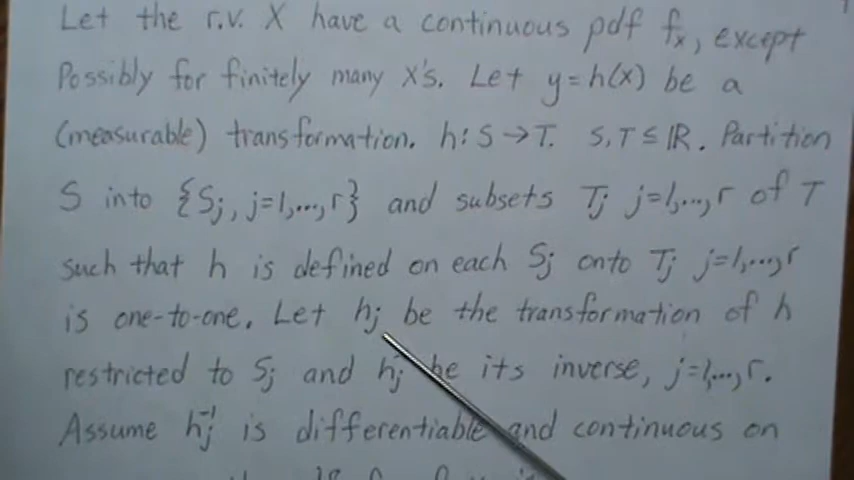 Let the r.v. X have a continuous pdf fₓ, except
Possibly for finitely many x's. Let y=h(x) be a
(measurable) transformation. h: S → T. S, T ⊆ ℝ. Partition
S into {Sj, j=1,...,r} and subsets Tj j=1,...,r of T
such that h is defined on each Sj onto Tj j=1,...,r
is one-to-one. Let hj be the transformation of h
restricted to Sj and hj be its inverse, j=1,...,r.
Assume hj⁻¹ is differentiable and continuous on